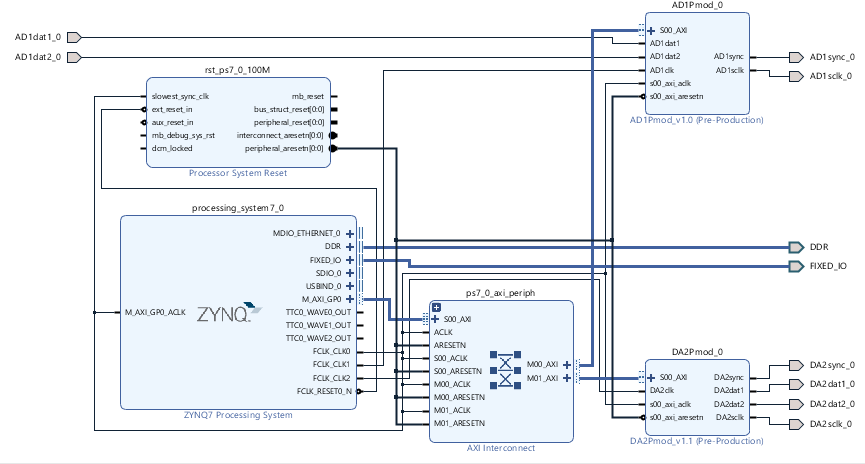 AD1Pmod_0
S00_AXI
AD1dat1
AD1dat2
AD1clk
s00_axi_aclk
s00_axi_aresetn
AD1sync
AD1sclk
AD1Pmod_v1.0 (Pre-Production)
AD1dat1_0
AD1dat2_0
AD1sync_0
AD1sclk_0
rst_ps7_0_100M
slowest_sync_clk
ext_reset_in
aux_reset_in
mb_debug_sys_rst
dcm_locked
mb_reset
bus_struct_reset[0:0]
peripheral_reset[0:0]
interconnect_aresetn[0:0]
peripheral_aresetn[0:0]
Processor System Reset
processing_system7_0
M_AXI_GP0_ACLK
ZYNQ
MDIO_ETHERNET_0
DDR
FIXED_IO
SDIO_0
USBIND_0
M_AXI_GP0
TTC0_WAVE0_OUT
TTC0_WAVE1_OUT
TTC0_WAVE2_OUT
FCLK_CLK0
FCLK_CLK1
FCLK_CLK2
FCLK_RESET0_N
ZYNQ7 Processing System
DDR
FIXED_IO
ps7_0_axi_periph
S00_AXI
ACLK
ARESETN
S00_ACLK
S00_ARESETN
M00_ACLK
M00_ARESETN
M01_ACLK
M01_ARESETN
M00_AXI
M01_AXI
AXI Interconnect
DA2Pmod_0
S00_AXI
DA2clk
s00_axi_aclk
s00_axi_aresetn
DA2sync
DA2dat1
DA2dat2
DA2sclk
DA2Pmod_v1.1 (Pre-Production)
DA2sync_0
DA2dat1_0
DA2dat2_0
DA2sclk_0